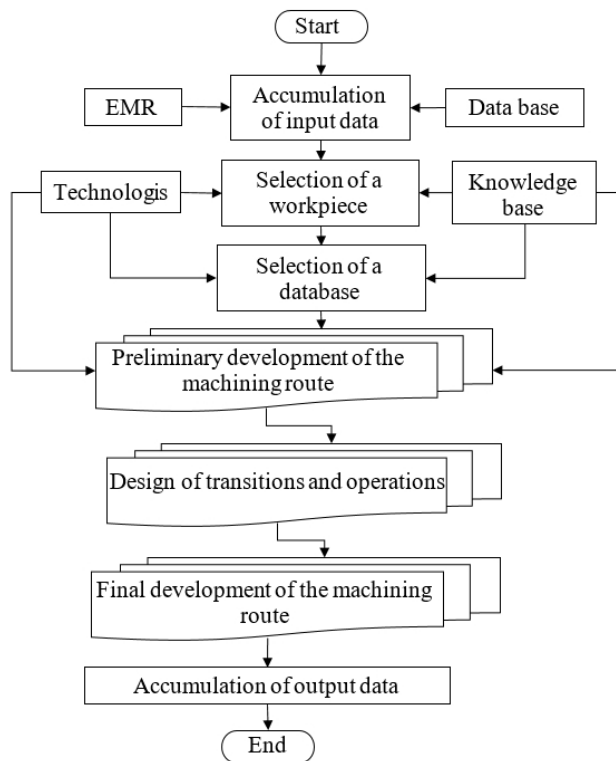 Start
EMR
Accumulation
of input data
Data base
Technologis
Selection of a
workpiece
Knowledge
base
Selection of a
database
Preliminary development of the
machining route
Design of transitions and operations
Final development of the machining
route
Accumulation of output data
End